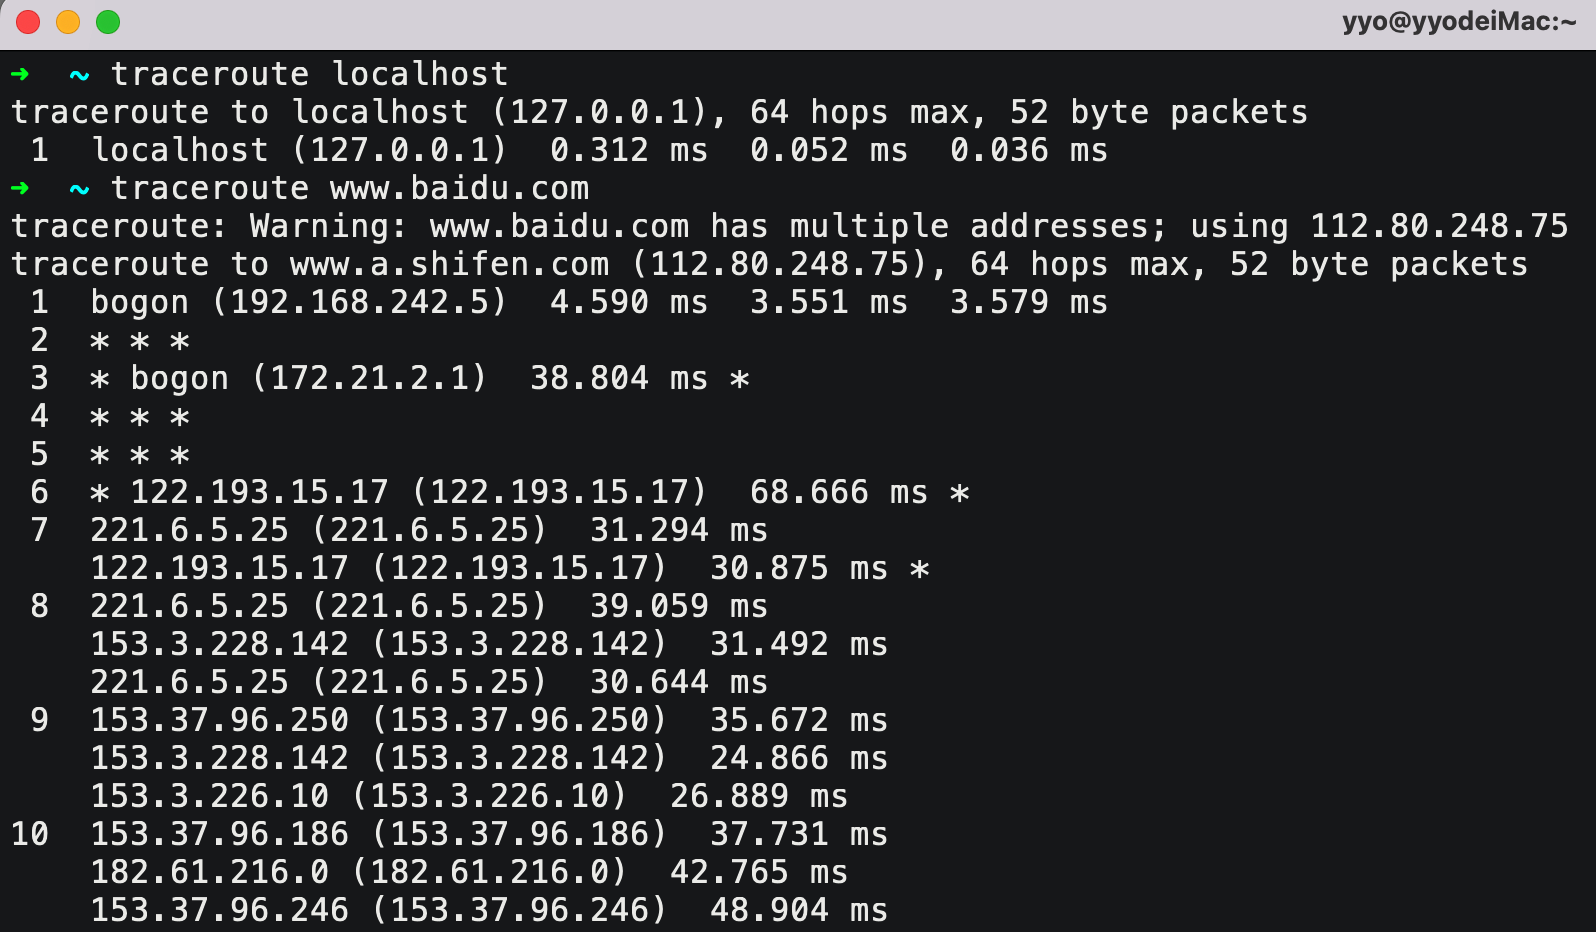 yyo@yyodeiMac:~
➜  ~ traceroute localhost
traceroute to localhost (127.0.0.1), 64 hops max, 52 byte packets
 1  localhost (127.0.0.1)  0.312 ms  0.052 ms  0.036 ms
➜  ~ traceroute www.baidu.com
traceroute: Warning: www.baidu.com has multiple addresses; using 112.80.248.75
traceroute to www.a.shifen.com (112.80.248.75), 64 hops max, 52 byte packets
 1  bogon (192.168.242.5)  4.590 ms  3.551 ms  3.579 ms
 2  * * *
 3  * bogon (172.21.2.1)  38.804 ms *
 4  * * *
 5  * * *
 6  * 122.193.15.17 (122.193.15.17)  68.666 ms *
 7  221.6.5.25 (221.6.5.25)  31.294 ms
    122.193.15.17 (122.193.15.17)  30.875 ms *
 8  221.6.5.25 (221.6.5.25)  39.059 ms
    153.3.228.142 (153.3.228.142)  31.492 ms
    221.6.5.25 (221.6.5.25)  30.644 ms
 9  153.37.96.250 (153.37.96.250)  35.672 ms
    153.3.228.142 (153.3.228.142)  24.866 ms
    153.3.226.10 (153.3.226.10)  26.889 ms
10  153.37.96.186 (153.37.96.186)  37.731 ms
    182.61.216.0 (182.61.216.0)  42.765 ms
    153.37.96.246 (153.37.96.246)  48.904 ms